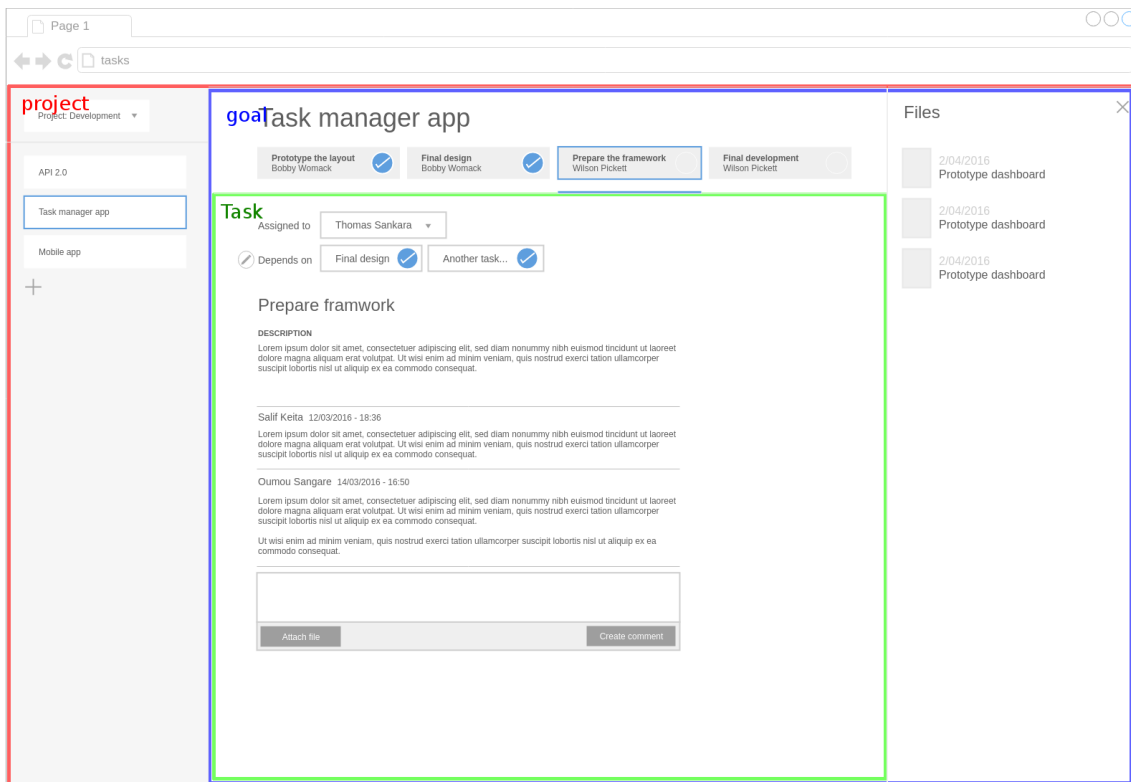 Page 1
tasks
project
Project: Development
API 2.0
Task manager app
Mobile app
goal
Task manager app
Prototype the layout
Bobby Womack
Final design
Bobby Womack
Prepare the framework
Wilson Pickett
Final development
Wilson Pickett
Task
Assigned to
Thomas Sankara
Depends on
Final design
Another task...
Prepare framwork
DESCRIPTION
Lorem ipsum dolor sit amet, consectetuer adipiscing elit, sed diam nonummy nibh euismod tincidunt ut laoreet
dolore magna aliquam erat volutpat. Ut wisi enim ad minim veniam, quis nostrud exerci tation ullamcorper
suscipit lobortis nisl ut aliquip ex ea commodo consequat.
Salif Keita 12/03/2016 - 18:36
Lorem ipsum dolor sit amet, consectetuer adipiscing elit, sed diam nonummy nibh euismod tincidunt ut laoreet
dolore magna aliquam erat volutpat. Ut wisi enim ad minim veniam, quis nostrud exerci tation ullamcorper
suscipit lobortis nisl ut aliquip ex ea commodo consequat.
Oumou Sangare 14/03/2016 - 16:50
Lorem ipsum dolor sit amet, consectetuer adipiscing elit, sed diam nonummy nibh euismod tincidunt ut laoreet
dolore magna aliquam erat volutpat. Ut wisi enim ad minim veniam, quis nostrud exerci tation ullamcorper
suscipit lobortis nisl ut aliquip ex ea commodo consequat.
Ut wisi enim ad minim veniam, quis nostrud exerci tation ullamcorper suscipit lobortis nisl ut aliquip ex ea
commodo consequat.
Attach file
Create comment
Files
2/04/2016
Prototype dashboard
2/04/2016
Prototype dashboard
2/04/2016
Prototype dashboard